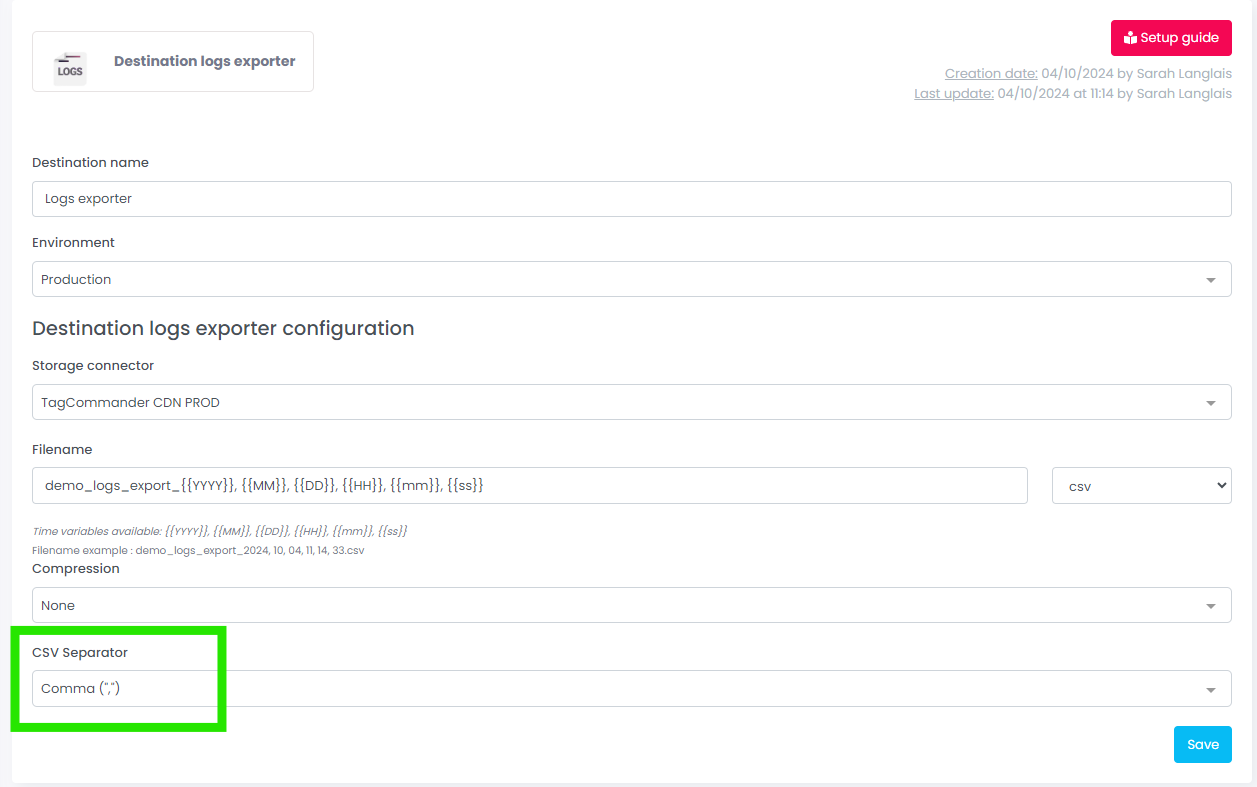 Setup guide
LOGS
Destination logs exporter
Creation date: 04/10/2024 by Sarah Langlais
Last update: 04/10/2024 at 11:14 by Sarah Langlais
Destination name
Logs exporter
Environment
Production
Destination logs exporter configuration
Storage connector
TagCommander CDN PROD
Filename
demo_logs_export_{{YYYY}}, {{MM}}, {{DD}}, {{HH}}, {{mm}}, {{ss}}
csv
Time variables available: {{YYYY}}, {{MM}}, {{DD}}, {{HH}}, {{mm}}, {{ss}}
Filename example : demo_logs_export_2024, 10, 04, 11, 14, 33.csv
Compression
None
CSV Separator
Comma (",")
Save